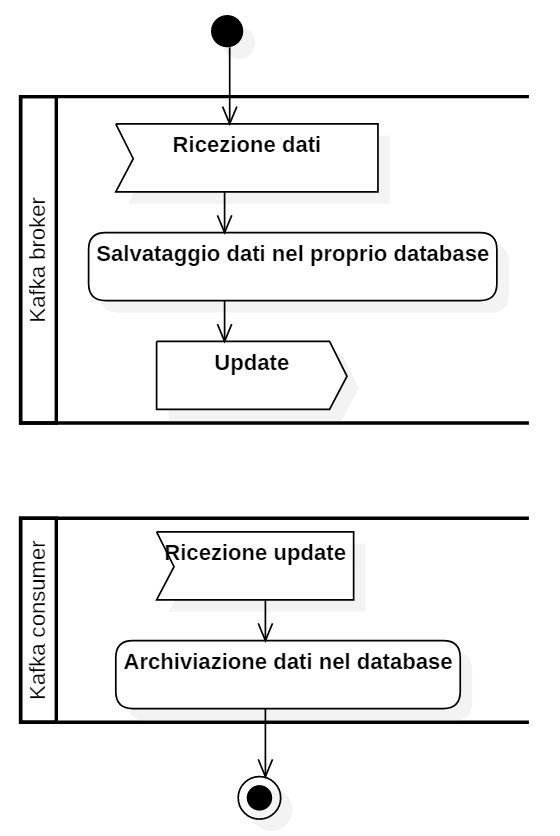 Kafka broker
Ricezione dati
Salvataggio dati nel proprio database
Update
Kafka consumer
Ricezione update
Archiviazione dati nel database